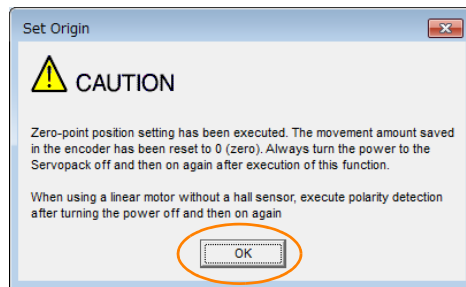 Set Origin
CAUTION
Zero-point position setting has been executed. The movement amount saved
in the encoder has been reset to 0 (zero). Always turn the power to the
Servopack off and then on again after execution of this function.
When using a linear motor without a hall sensor, execute polarity detection
after turning the power off and then on again
OK